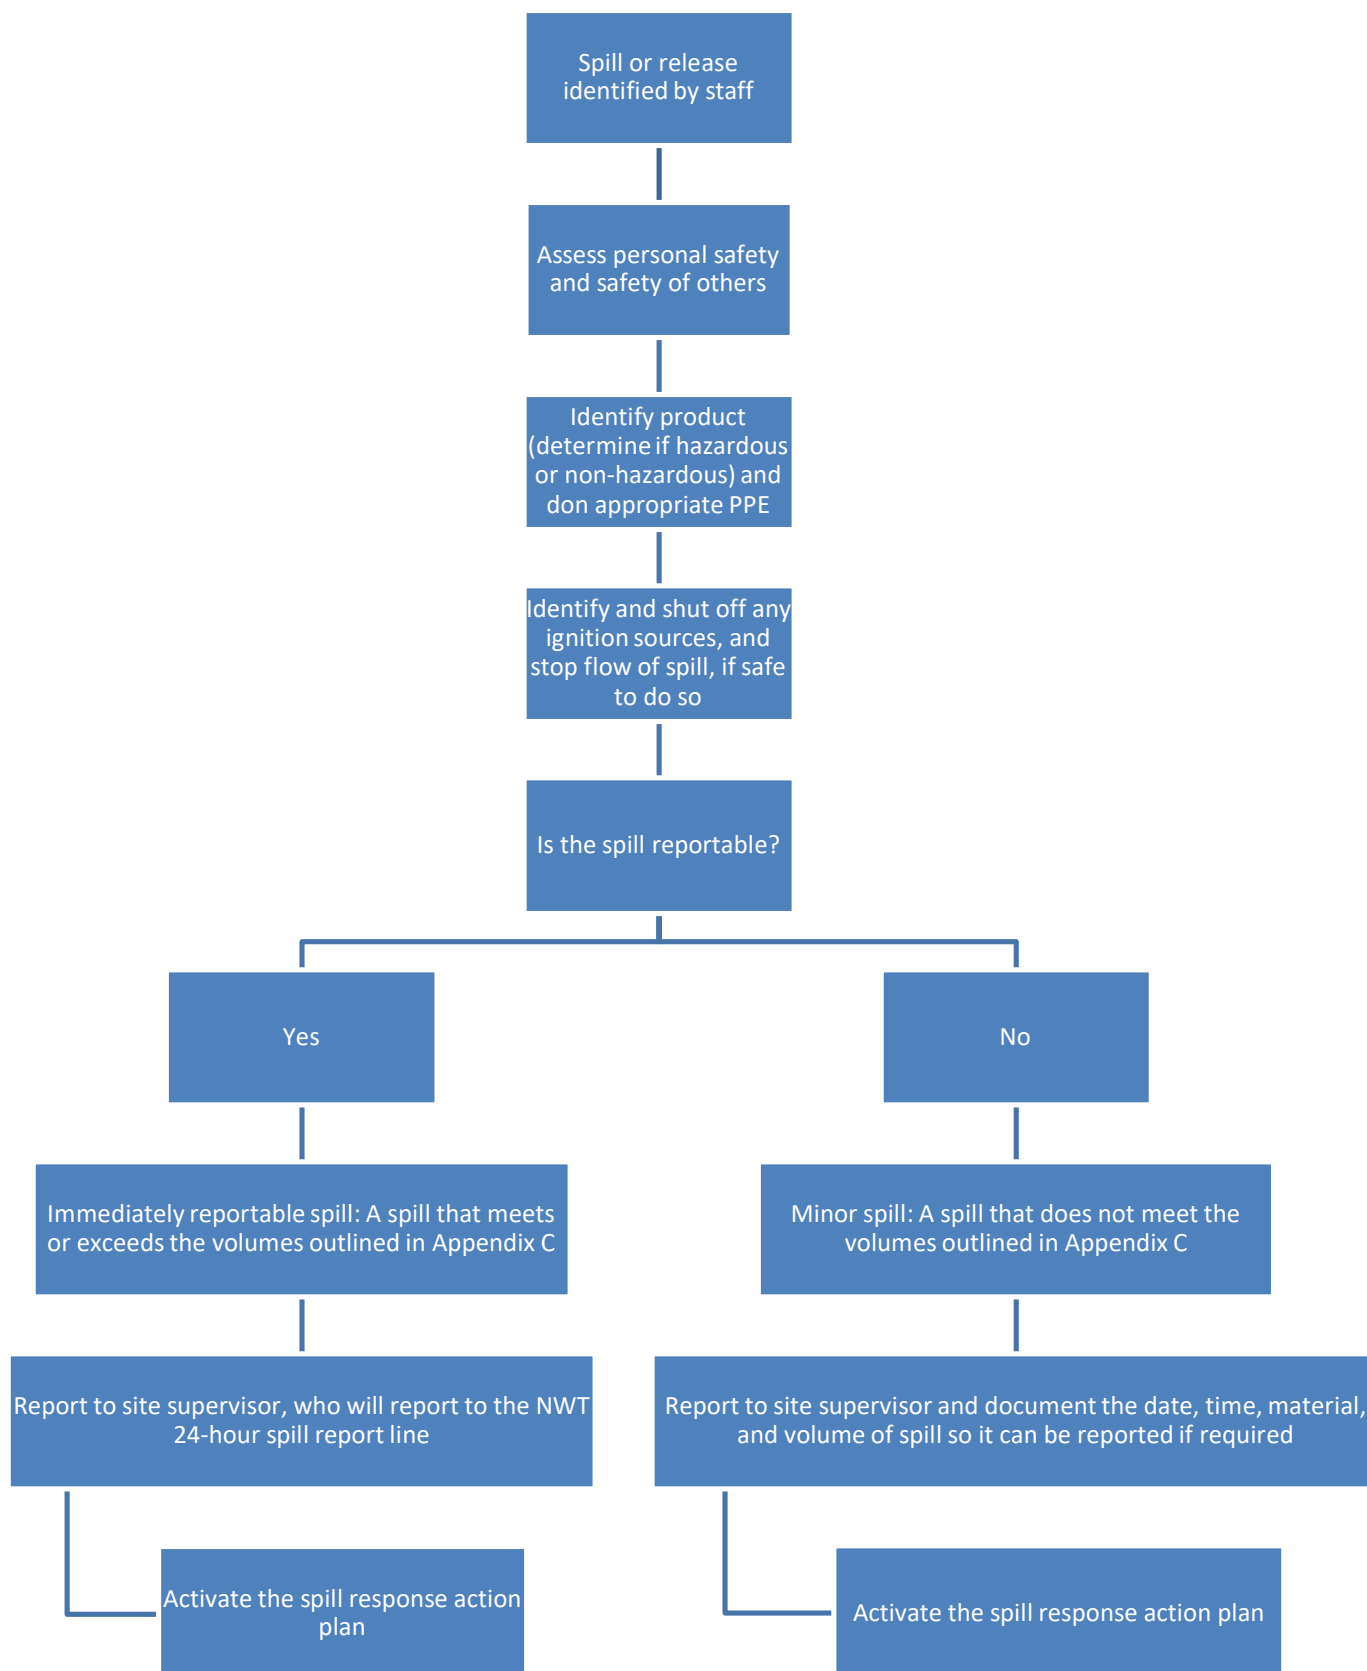 Spill or release
identified by staff
Assess personal safety
and safety of others
Identify product
(determine if hazardous
or non-hazardous) and
don appropriate PPE
Identify and shut off any
ignition sources, and
stop flow of spill, if safe
to do so
Is the spill reportable?
Yes
No
Immediately reportable spill: A spill that meets
or exceeds the volumes outlined in Appendix C
Minor spill: A spill that does not meet the
volumes outlined in Appendix C
Report to site supervisor, who will report to the NWT
24-hour spill report line
Report to site supervisor and document the date, time, material,
and volume of spill so it can be reported if required
Activate the spill response action
plan
Activate the spill response action plan